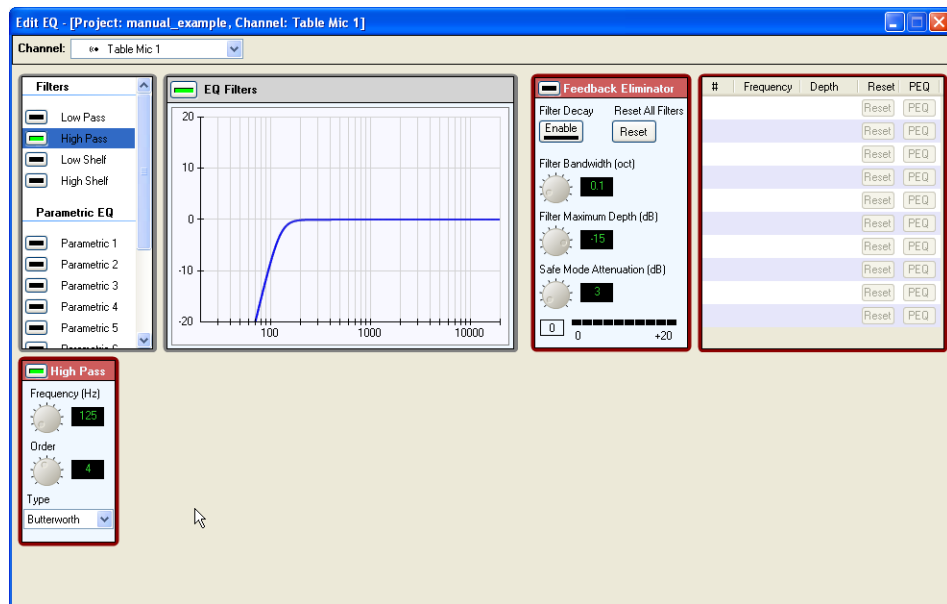 Edit EQ - [Project: manual_example, Channel: Table Mic 1]
Channel: Table Mic 1
Filters
Low Pass
High Pass
Low Shelf
High Shelf
Parametric EQ
Parametric 1
Parametric 2
Parametric 3
Parametric 4
Parametric 5
Parametric 6
EQ Filters
20
10
0
-10
-20
100 1000 10000
Feedback Eliminator
Filter Decay Reset All Filters
Enable Reset
Filter Bandwidth (oct)
0.1
Filter Maximum Depth (dB)
-15
Safe Mode Attenuation (dB)
3
0
0 +20
# Frequency Depth Reset PEQ
Reset PEQ
Reset PEQ
Reset PEQ
Reset PEQ
Reset PEQ
Reset PEQ
Reset PEQ
Reset PEQ
Reset PEQ
Reset PEQ
High Pass
Frequency (Hz)
125
Order
4
Type
Butterworth